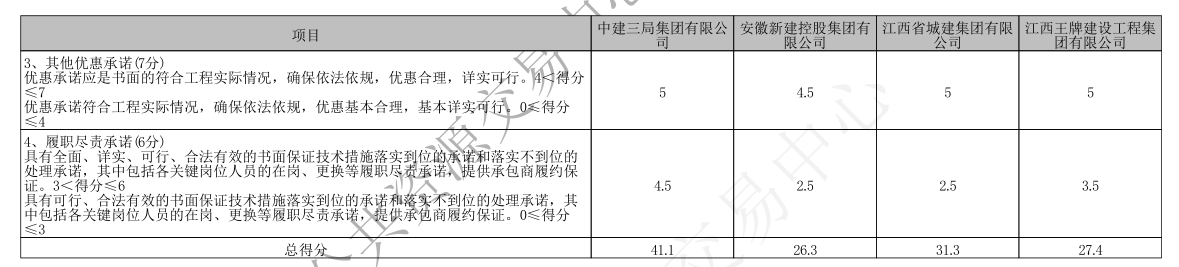 项目
中建三局集团有限公
司
安徽新建控股集团有
限公司
江西省城建集团有限
公司
江西王牌建设工程集
团有限公司
3、其他优惠承诺(7分)
优惠承诺应是书面的符合工程实际情况，确保依法依规，优惠合理，详实可行。4＜得分
≤7
优惠承诺符合工程实际情况，确保依法依规，优惠基本合理，基本详实可行。0≤得分
≤4
5
4.5
5
5
4、履职尽责承诺(6分)
具有全面、详实、可行、合法有效的书面保证技术措施落实到位的承诺和落实不到位的
处理承诺，其中包括各关键岗位人员的在岗、更换等履职尽责承诺，提供承包商履约保
证。3＜得分≤6
具有可行、合法有效的书面保证技术措施落实到位的承诺和落实不到位的处理承诺，其
中包括各关键岗位人员的在岗、更换等履职尽责承诺，提供承包商履约保证。0≤得分
≤3
4.5
2.5
2.5
3.5
总得分
41.1
26.3
31.3
27.4
共资源交易中
交易中心